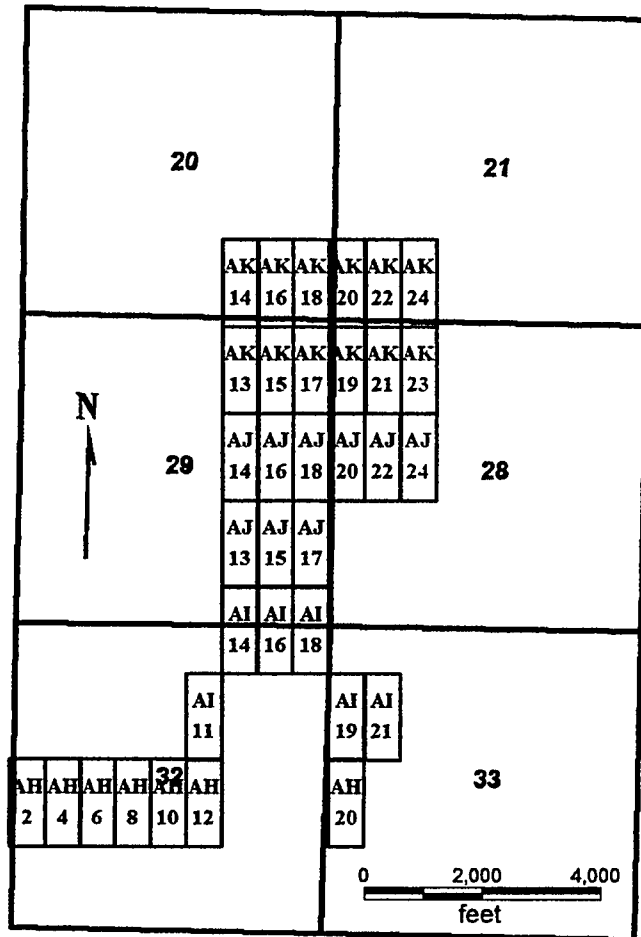 20
21
AK AK AK AK AK AK
14 16 18 20 22 24
AK AK AK AK AK AK
13 15 17 19 21 23
N
AJ AJ AJ AJ AJ AJ
14 16 18 20 22 24
29
28
AJ AJ AJ
13 15 17
AI AI AI
14 16 18
AI AI AI
11 19 21
32
33
AH AH AH AH AH AH AH
2 4 6 8 10 12 20
0 2,000 4,000
feet